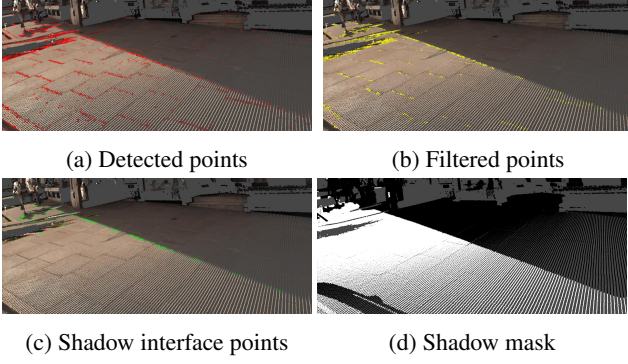 (a) Detected points
(b) Filtered points
(c) Shadow interface points
(d) Shadow mask